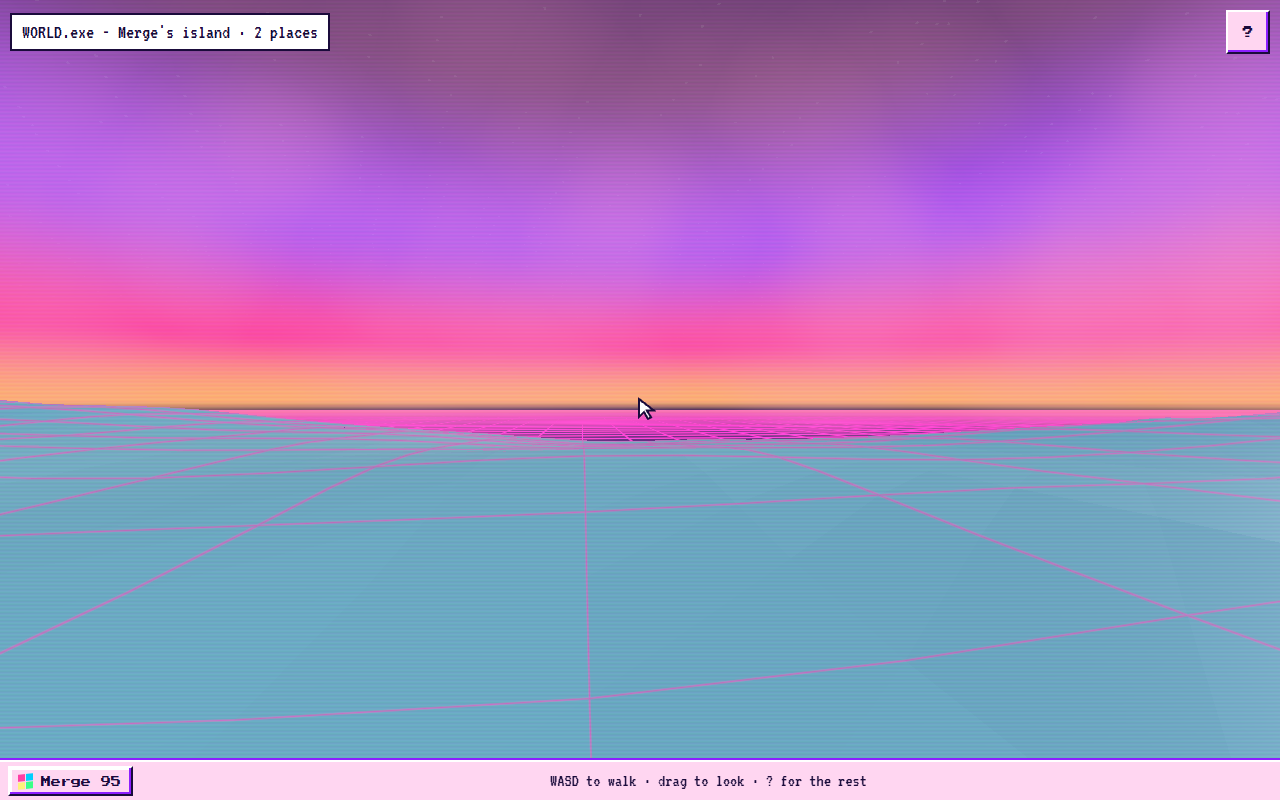 WORLD.exe - Merge's island · 2 places
?
Merge 95
WASD to walk · drag to look · ? for the rest